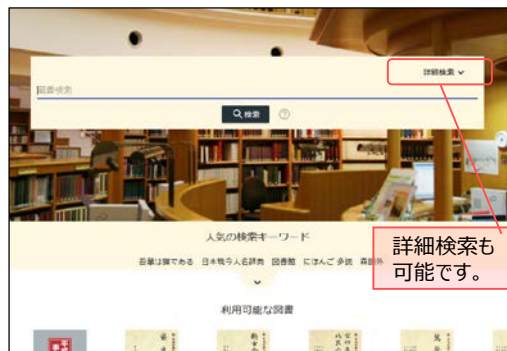 詳細検索
図書検索
検索
人気の検索キーワード
吾輩は猫である 日本現今人名辞典 図書館 にほんご 多読 森鷗外
詳細検索も
可能です。
利用可能な図書